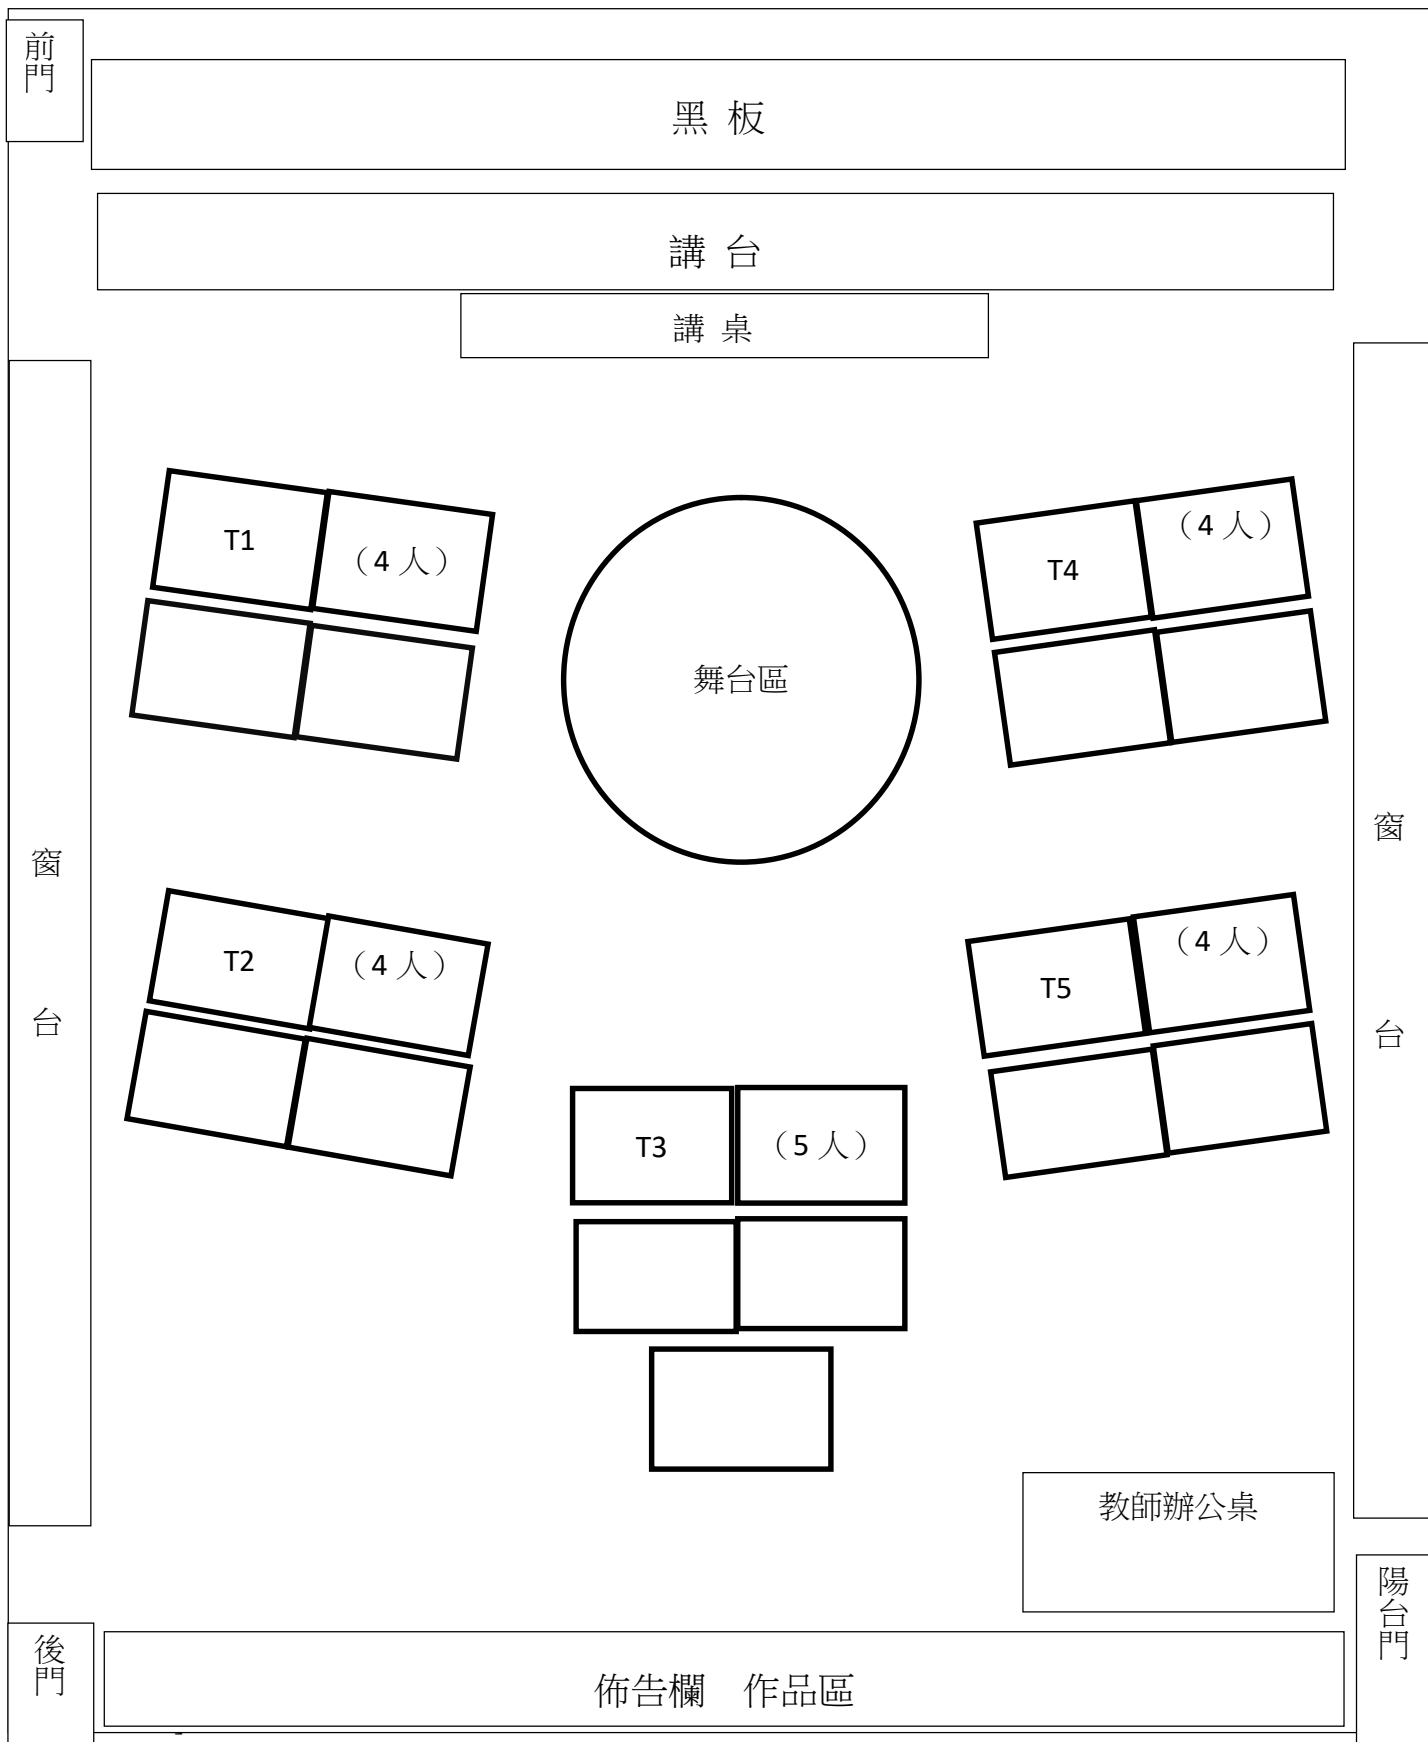 前門
黑 板
講 台
講 桌
T1
（4 人）
舞台區
T4
（4 人）
窗台
窗台
T2
（4 人）
T5
（4 人）
T3
（5 人）
教師辦公桌
陽台門
後門
佈告欄　作品區